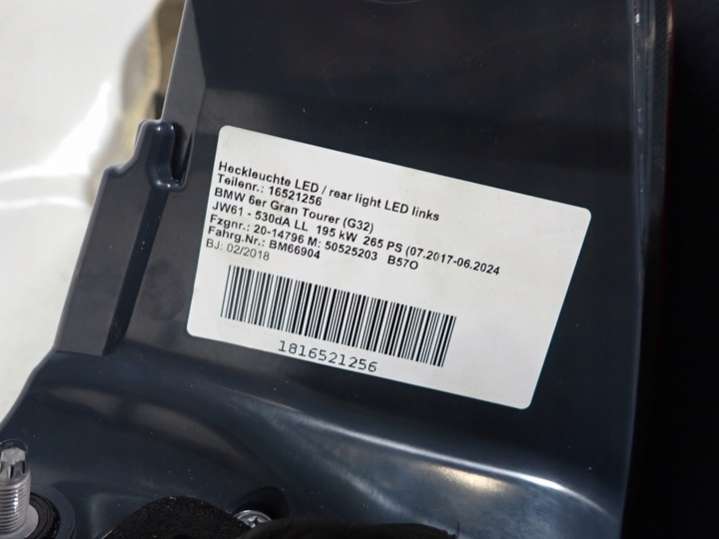 Heckleuchte LED / rear light LED links
Teilenr.: 16521256
BMW 6er Gran Tourer (G32)
JW61 - 530dA LL 195 kW 265 PS (07.2017-06.2024
Fzgnr.: 20-14796 M: 50525203 B57O
Fahrg.Nr.: BM66904
BJ: 02/2018
1816521256